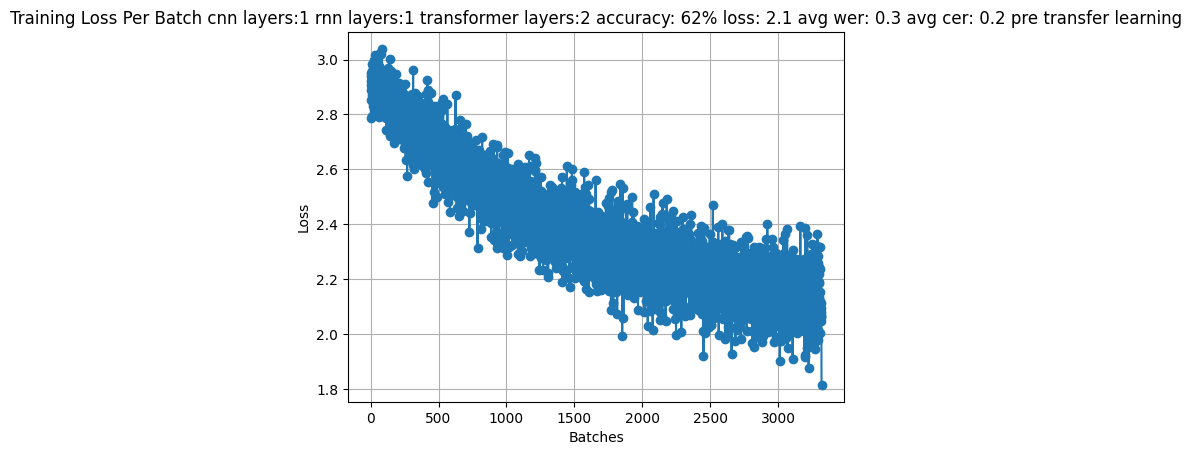 Training Loss Per Batch cnn layers:1 rnn layers:1 transformer layers:2 accuracy: 62% loss: 2.1 avg wer: 0.3 avg cer: 0.2 pre transfer learning
3.0
2.8
2.6
2.4
2.2
2.0
1.8
Loss
0 500 1000 1500 2000 2500 3000
Batches